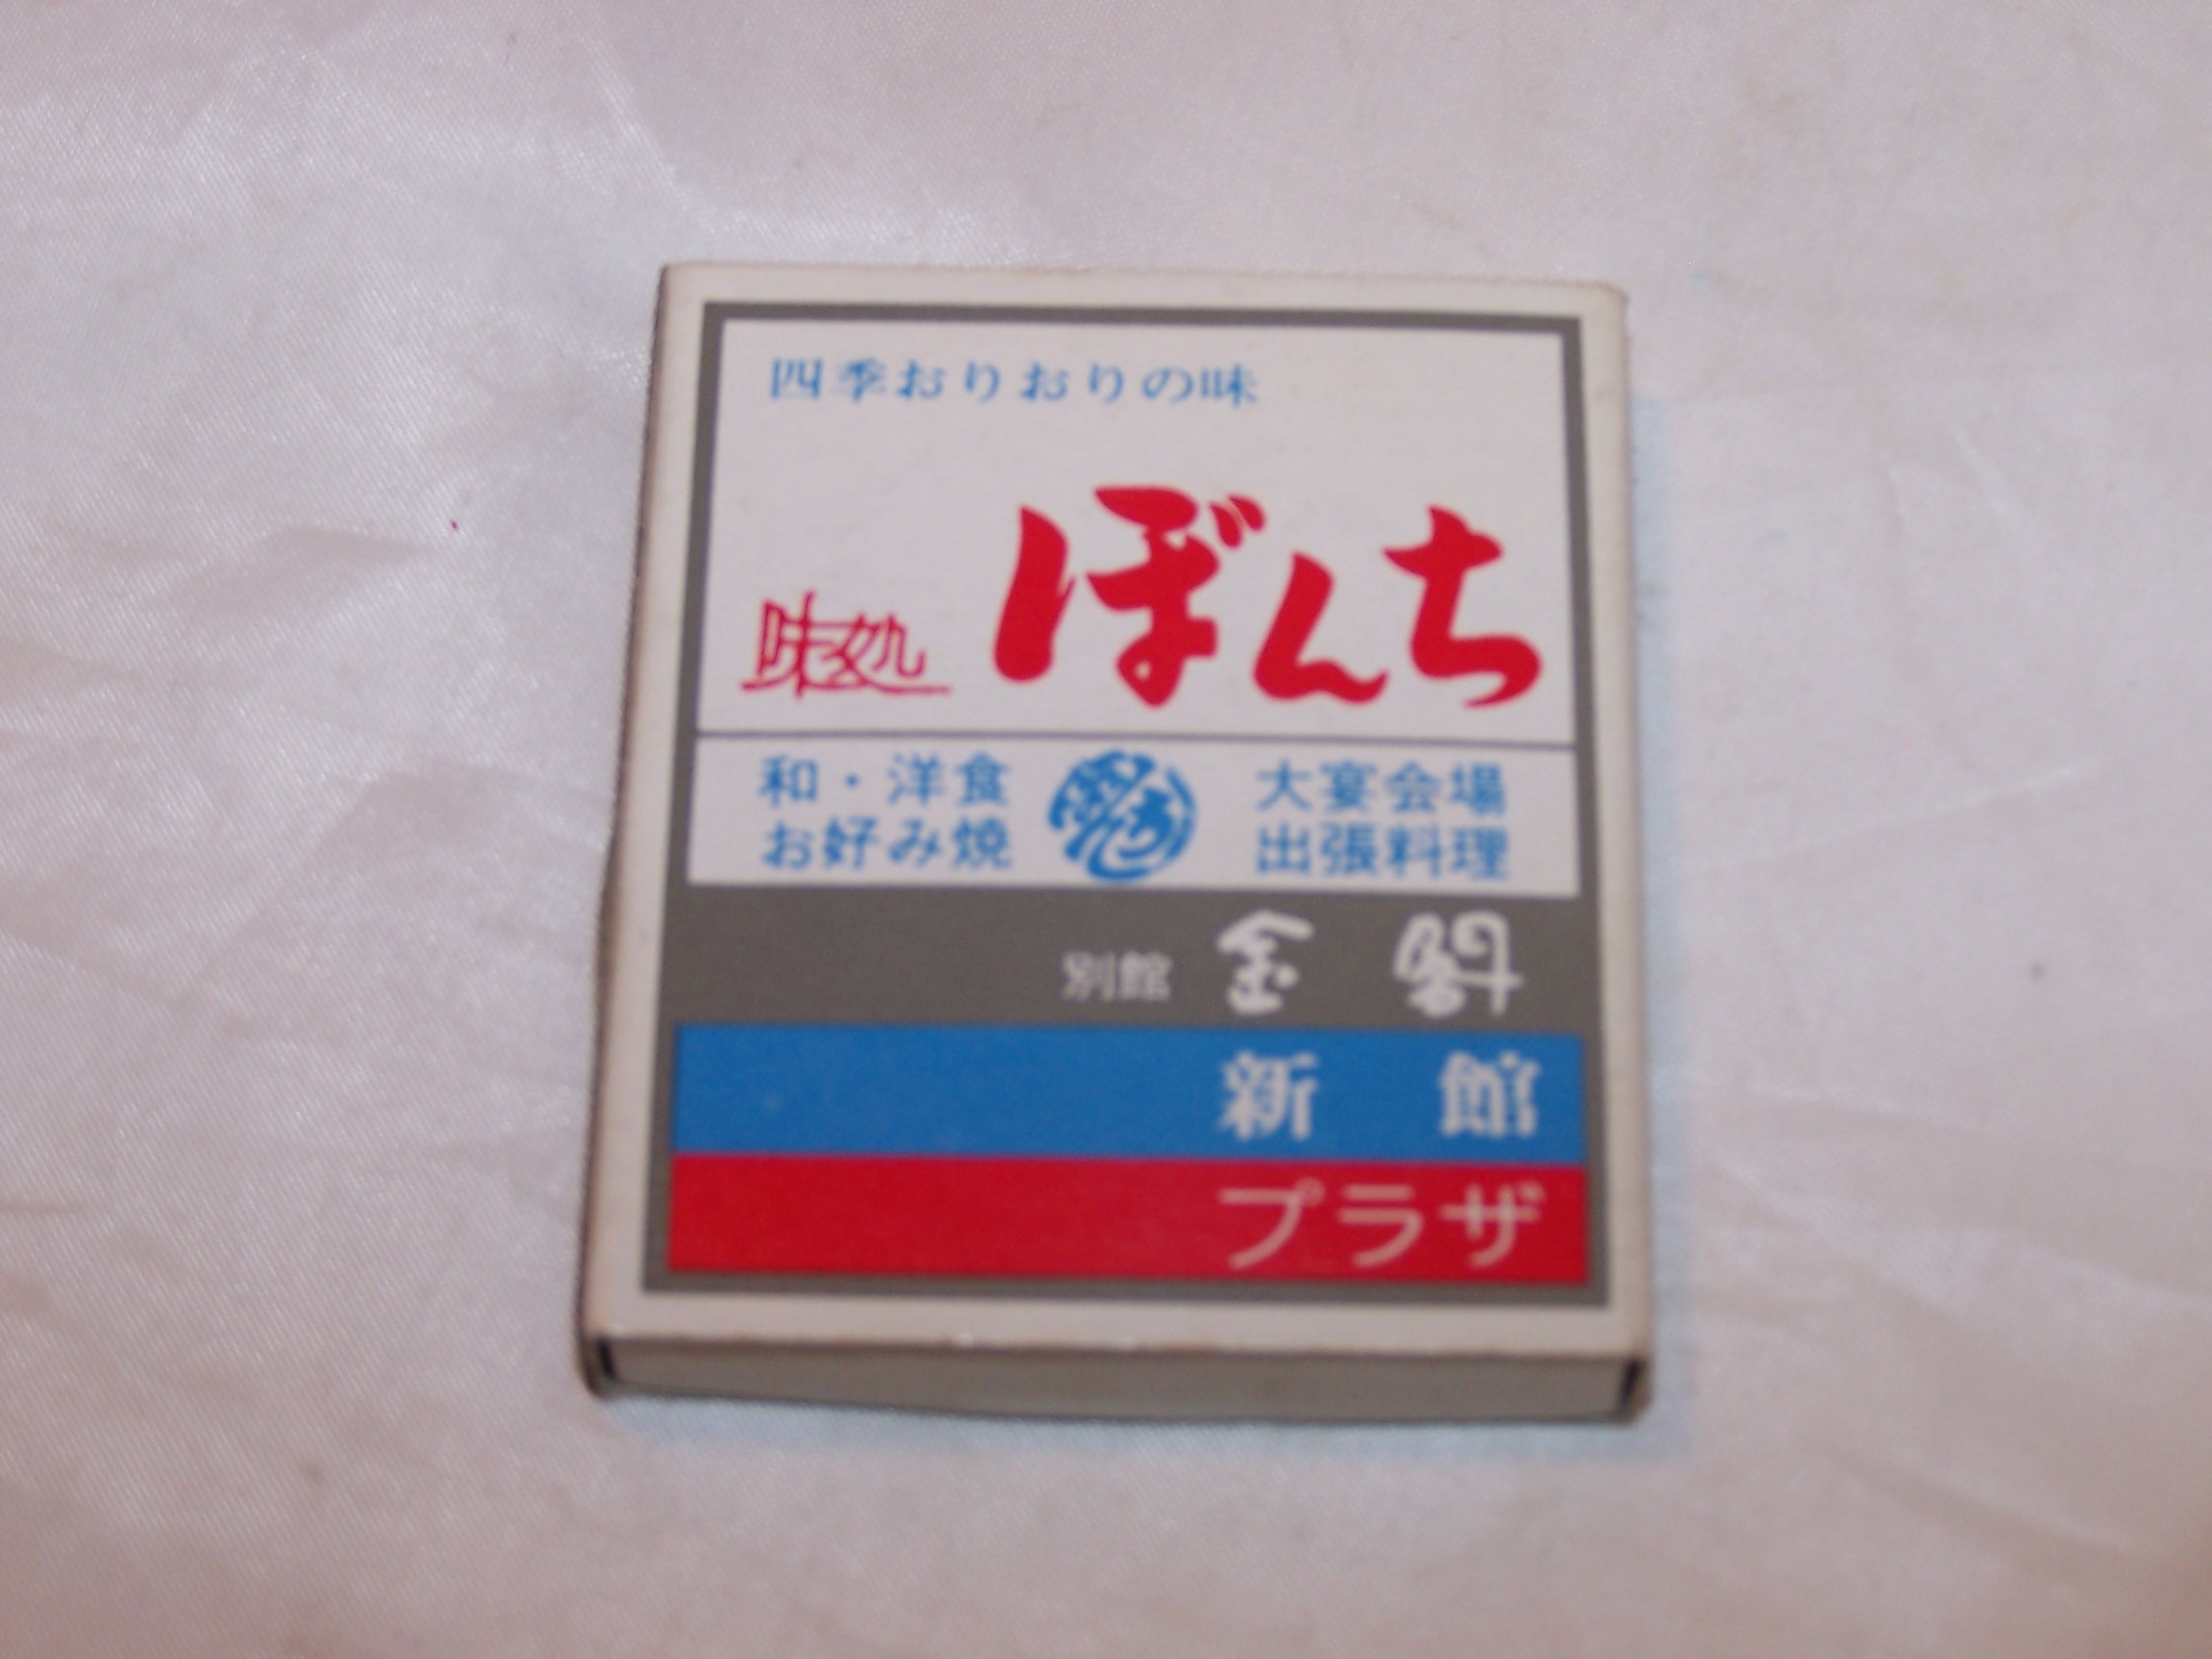 四季おりおりの味
味処 ぼんち
和・洋食 大宴会場
お好み焼 出張料理
別館
新館
プラザ